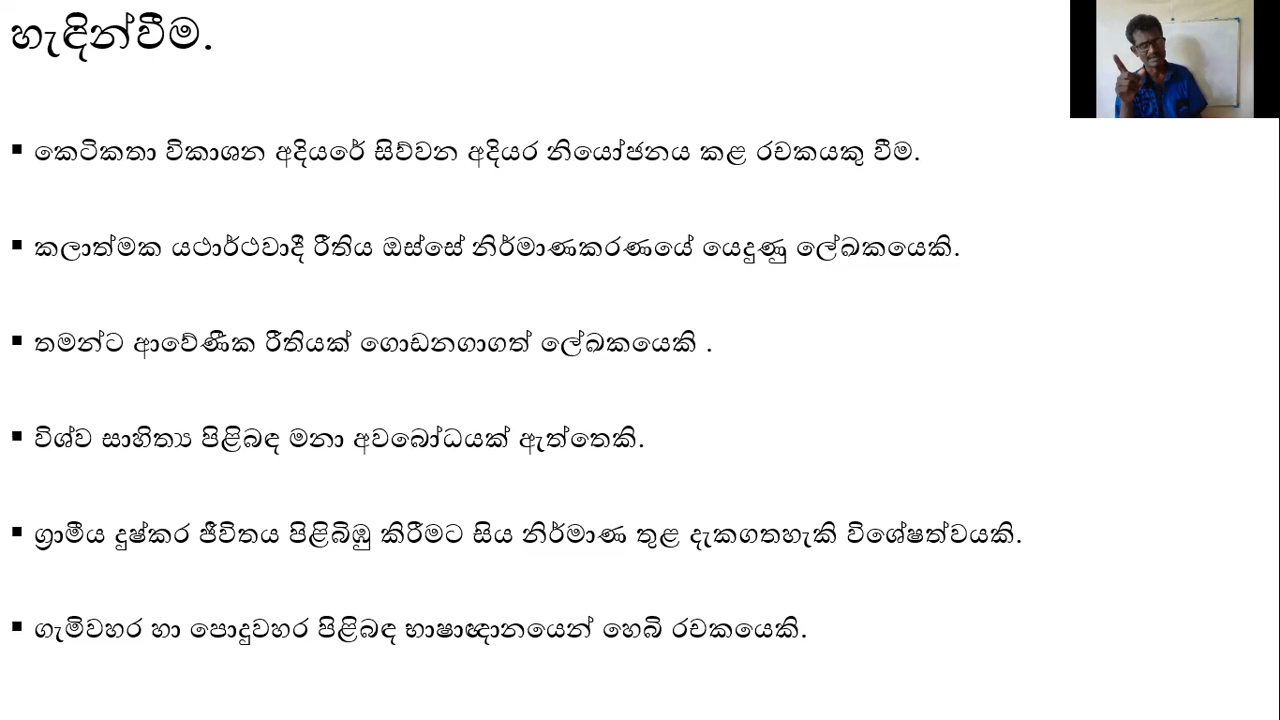 හැඳින්වීම.
▪ කෙටිකතා විකාශන අදියරේ සිව්වන අදියර නියෝජනය කළ රචකයකු වීම.
▪ කලාත්මක යථාර්ථවාදී රීතිය ඔස්සේ නිර්මාණකරණයේ යෙදුණු ලේඛකයෙකි.
▪ තමන්ට ආවේණීක රීතියක් ගොඩනගාගත් ලේඛකයෙකි .
▪ විශ්ව සාහිත්‍ය පිළිබඳ මනා අවබෝධයක් ඇත්තෙකි.
▪ ග්‍රාමීය දුෂ්කර ජීවිතය පිළිබිඹු කිරීමට සිය නිර්මාණ තුළ දැකගතහැකි විශේෂත්වයකි.
▪ ගැමිවහර හා පොදුවහර පිළිබඳ භාෂාඥානයෙන් හෙබි රචකයෙකි.